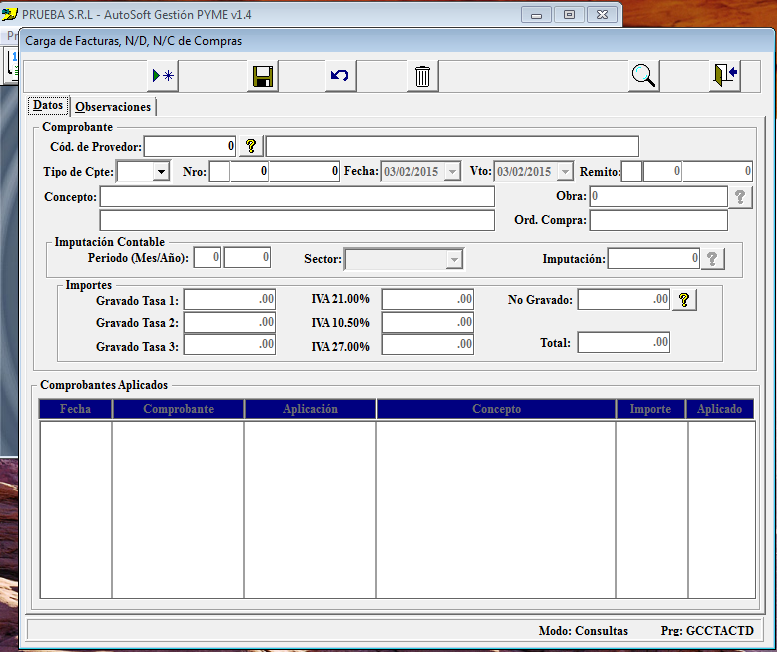 PRUEBA S.R.L - AutoSoft Gestión PYME v1.4
Carga de Facturas, N/D, N/C de Compras
Datos Observaciones
Comprobante
Cód. de Provedor: 0 ?
Tipo de Cpte: Nro: 0 0 Fecha: 03/02/2015 Vto: 03/02/2015 Remito: 0 0
Concepto: Obra: 0 ?
Ord. Compra:
Imputación Contable
Periodo (Mes/Año): 0 0 Sector: Imputación: 0 ?
Importes
Gravado Tasa 1: .00 IVA 21.00% .00 No Gravado: .00 ?
Gravado Tasa 2: .00 IVA 10.50% .00
Gravado Tasa 3: .00 IVA 27.00% .00 Total: .00
Comprobantes Aplicados
Fecha Comprobante Aplicación Concepto Importe Aplicado
Modo: Consultas Prg: GCCTACTD